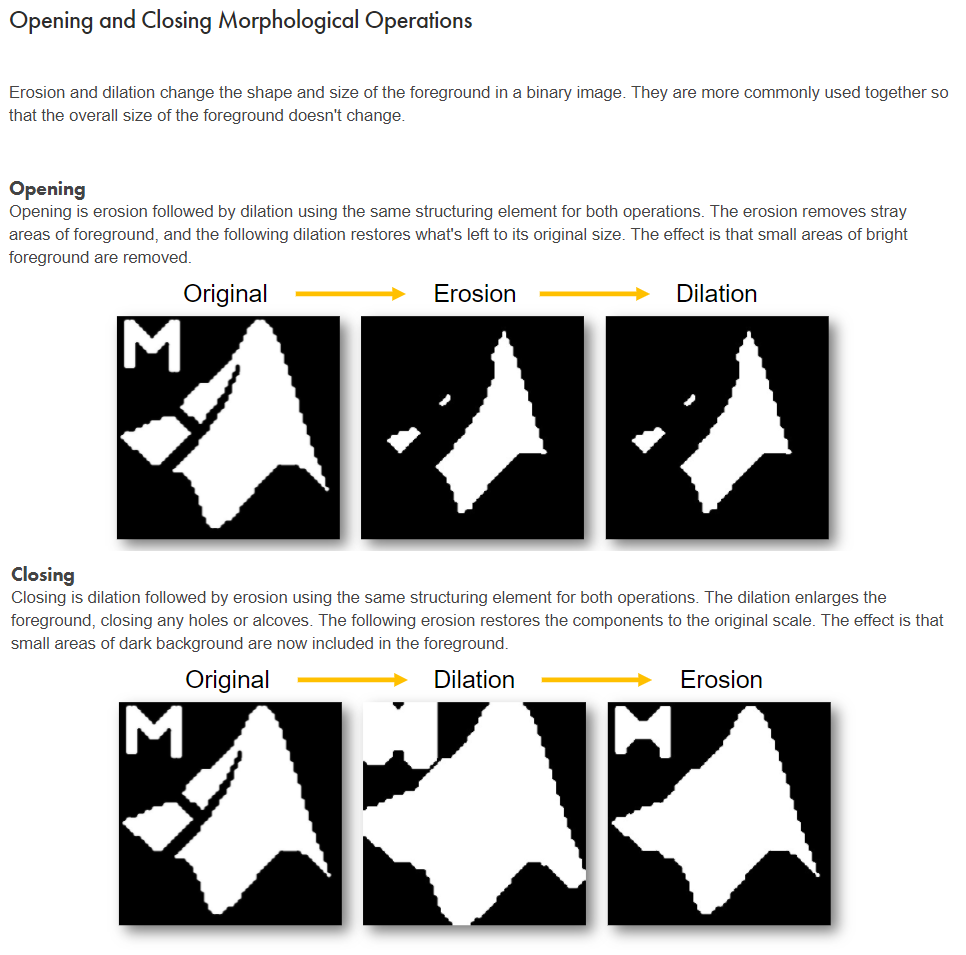 Opening and Closing Morphological Operations
Erosion and dilation change the shape and size of the foreground in a binary image. They are more commonly used together so
that the overall size of the foreground doesn't change.
Opening
Opening is erosion followed by dilation using the same structuring element for both operations. The erosion removes stray
areas of foreground, and the following dilation restores what's left to its original size. The effect is that small areas of bright
foreground are removed.
Original Erosion Dilation
M
Closing
Closing is dilation followed by erosion using the same structuring element for both operations. The dilation enlarges the
foreground, closing any holes or alcoves. The following erosion restores the components to the original scale. The effect is that
small areas of dark background are now included in the foreground.
Original Dilation Erosion
M